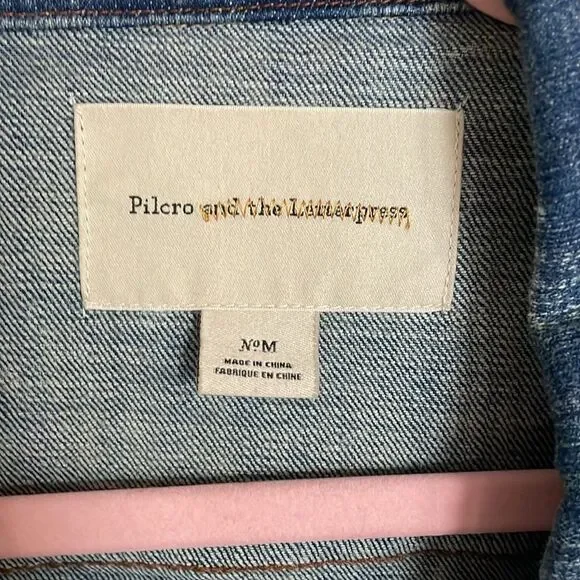 Pilcro and the Letterpress
NºM
MADE IN CHINA
FABRIQUE EN CHINE